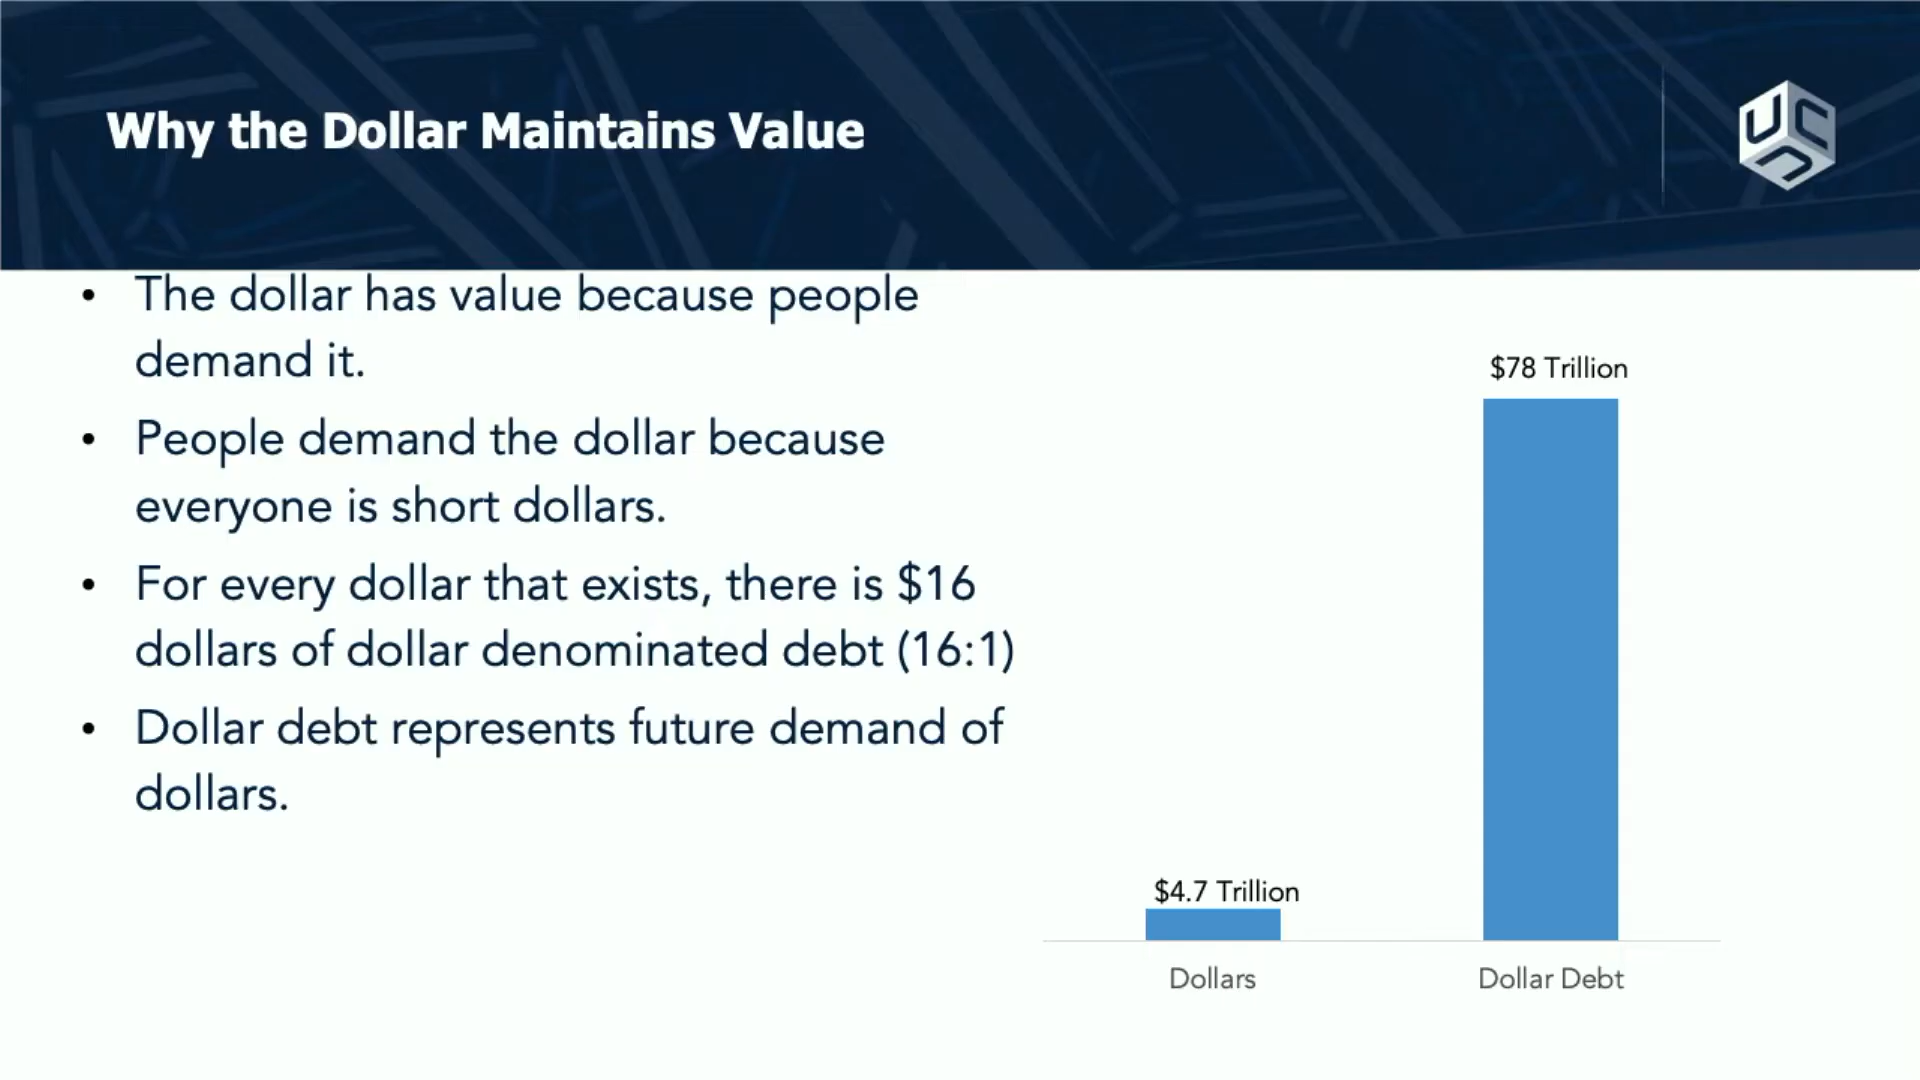 Why the Dollar Maintains Value
UCD
• The dollar has value because people
demand it.
• People demand the dollar because
everyone is short dollars.
• For every dollar that exists, there is $16
dollars of dollar denominated debt (16:1)
• Dollar debt represents future demand of
dollars.
$78 Trillion
$4.7 Trillion
Dollars
Dollar Debt